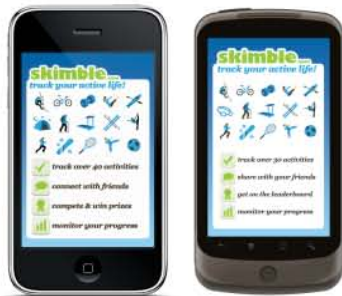 skimble...
track your active life!
track over 40 activities
connect with friends
compete & win prizes
monitor your progress
skimble...
track your active life!
track over 30 activities
share with your friends
get on the leaderboard
monitor your progress